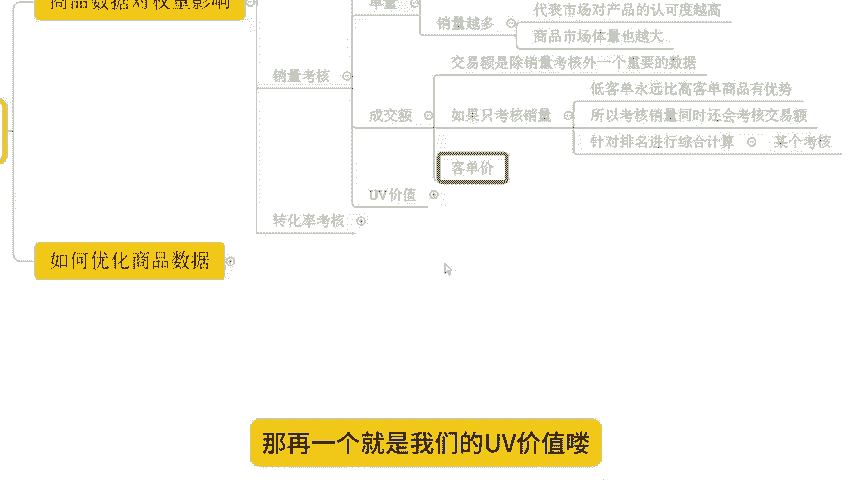 商品数据对权重影响
单量
代表市场对产品的认可度越高
销量越多
商品市场体量也越大
交易额是除销量考核外一个重要的数据
销量考核
低客单永远比高客单商品有优势
成交额
如果只考核销量
所以考核销量同时还会考核交易额
针对排名进行综合计算
某个考核
客单价
UV价值
转化率考核
如何优化商品数据
那再一个就是我们的UV价值喽